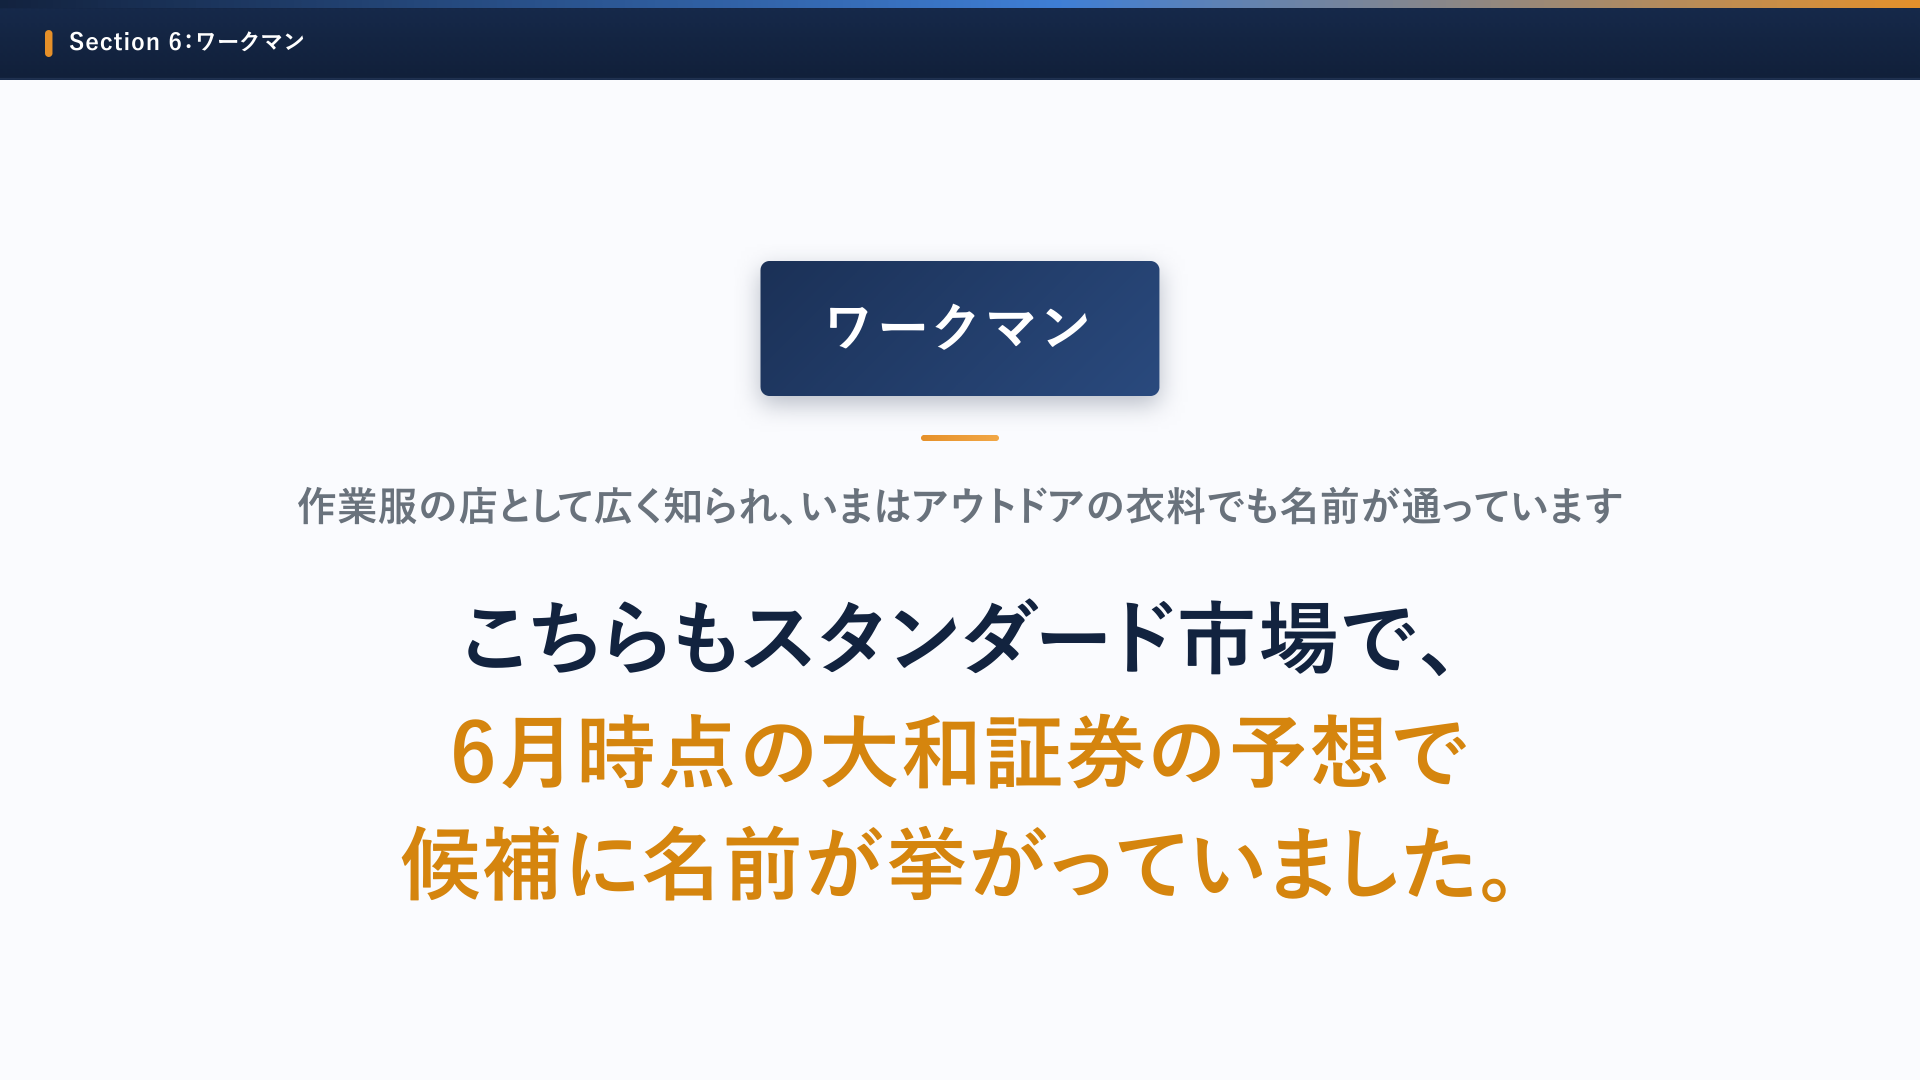 Section 6：ワークマン
ワークマン
作業服の店として広く知られ、いまはアウトドアの衣料でも名前が通っています
こちらもスタンダード市場で、
6月時点の大和証券の予想で
候補に名前が挙がっていました。